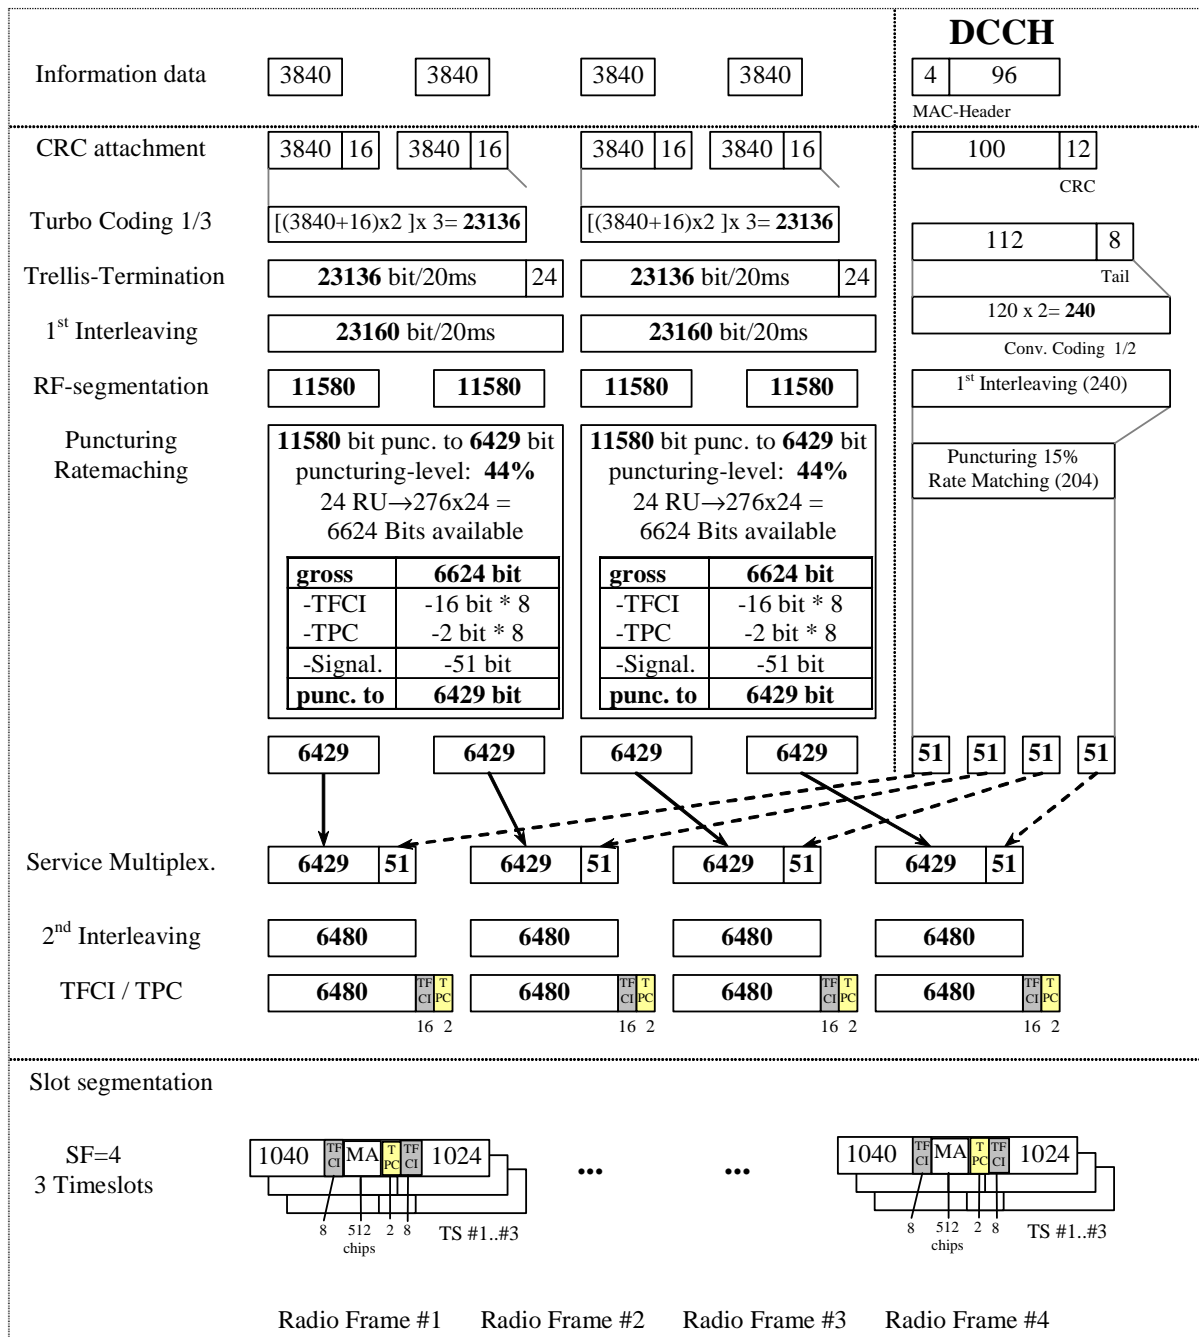 DCCH
Information data 3840 3840 3840 3840 4 96
MAC-Header
CRC attachment 3840 16 3840 16 3840 16 3840 16 100 12
CRC
Turbo Coding 1/3 [(3840+16)x2 ]x 3= 23136 [(3840+16)x2 ]x 3= 23136
112 8
Tail
Trellis-Termination 23136 bit/20ms 24 23136 bit/20ms 24
120 x 2= 240
1st Interleaving 23160 bit/20ms 23160 bit/20ms
Conv. Coding 1/2
RF-segmentation 11580 11580 11580 11580 1st Interleaving (240)
Puncturing
Ratemaching
11580 bit punc. to 6429 bit
puncturing-level: 44%
24 RU→276x24 =
6624 Bits available
gross 6624 bit
-TFCI -16 bit * 8
-TPC -2 bit * 8
-Signal. -51 bit
punc. to 6429 bit
11580 bit punc. to 6429 bit
puncturing-level: 44%
24 RU→276x24 =
6624 Bits available
gross 6624 bit
-TFCI -16 bit * 8
-TPC -2 bit * 8
-Signal. -51 bit
punc. to 6429 bit
Puncturing 15%
Rate Matching (204)
6429 6429 6429 6429 51 51 51 51
Service Multiplex. 6429 51 6429 51 6429 51 6429 51
2nd Interleaving 6480 6480 6480 6480
TFCI / TPC 6480 TF CI T PC 6480 TF CI T PC 6480 TF CI T PC 6480 TF CI T PC
16 2 16 2 16 2 16 2
Slot segmentation
SF=4
3 Timeslots
1040 TF CI MA T PC TF CI 1024
8 512 2 8 TS #1..#3
chips
... ...
1040 TF CI MA T PC TF CI 1024
8 512 2 8 TS #1..#3
chips
Radio Frame #1 Radio Frame #2 Radio Frame #3 Radio Frame #4